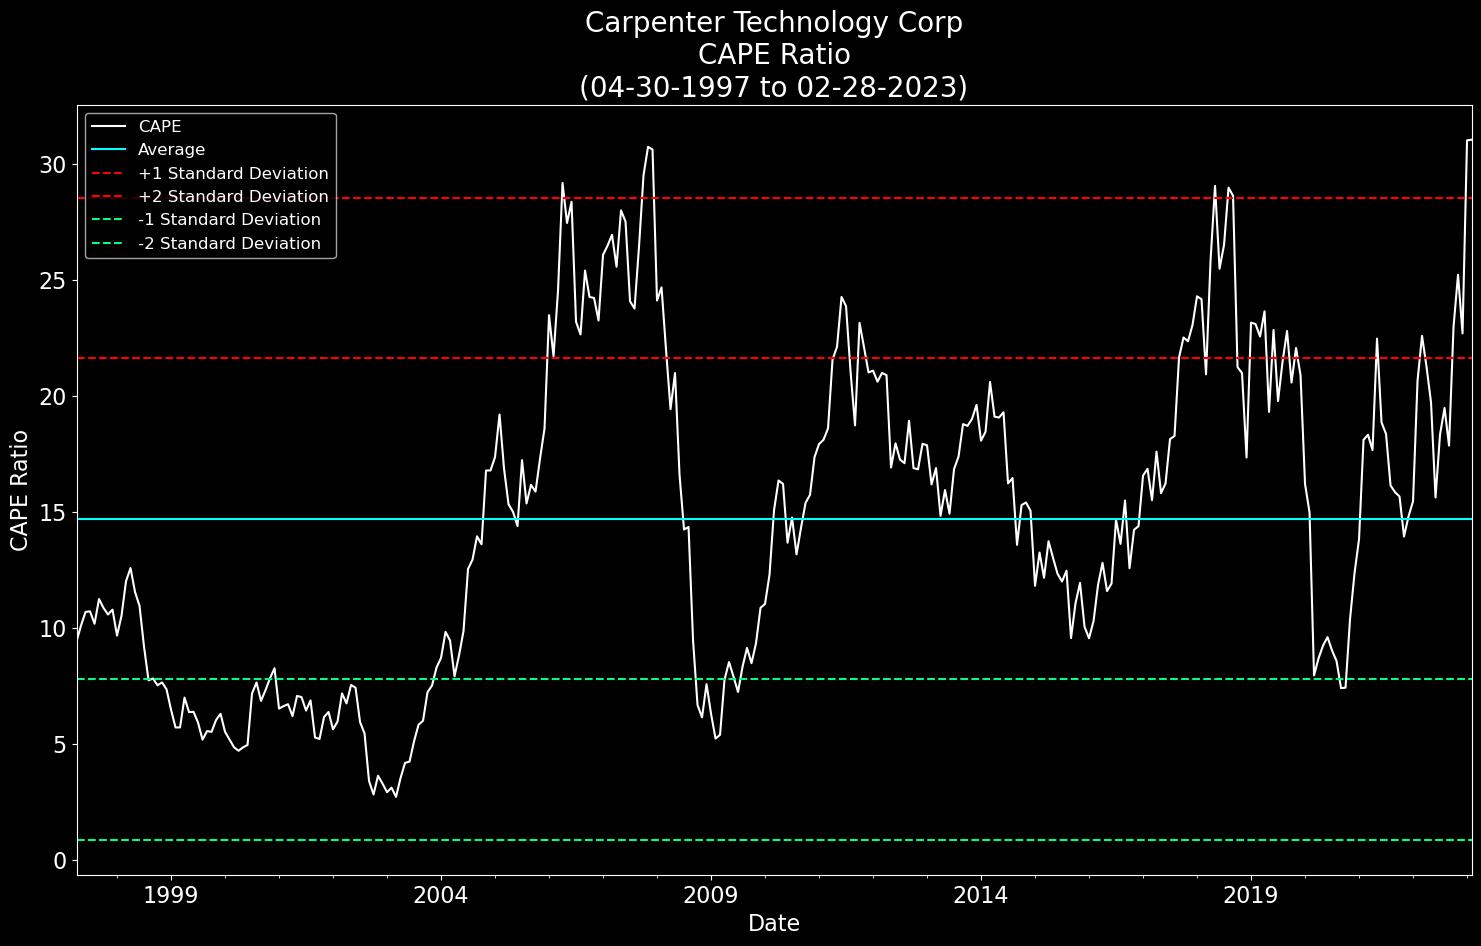 Carpenter Technology Corp
CAPE Ratio
(04-30-1997 to 02-28-2023)
CAPE
Average
+1 Standard Deviation
+2 Standard Deviation
-1 Standard Deviation
-2 Standard Deviation
30
25
20
15
10
5
0
CAPE Ratio
1999
2004
2009
2014
2019
Date